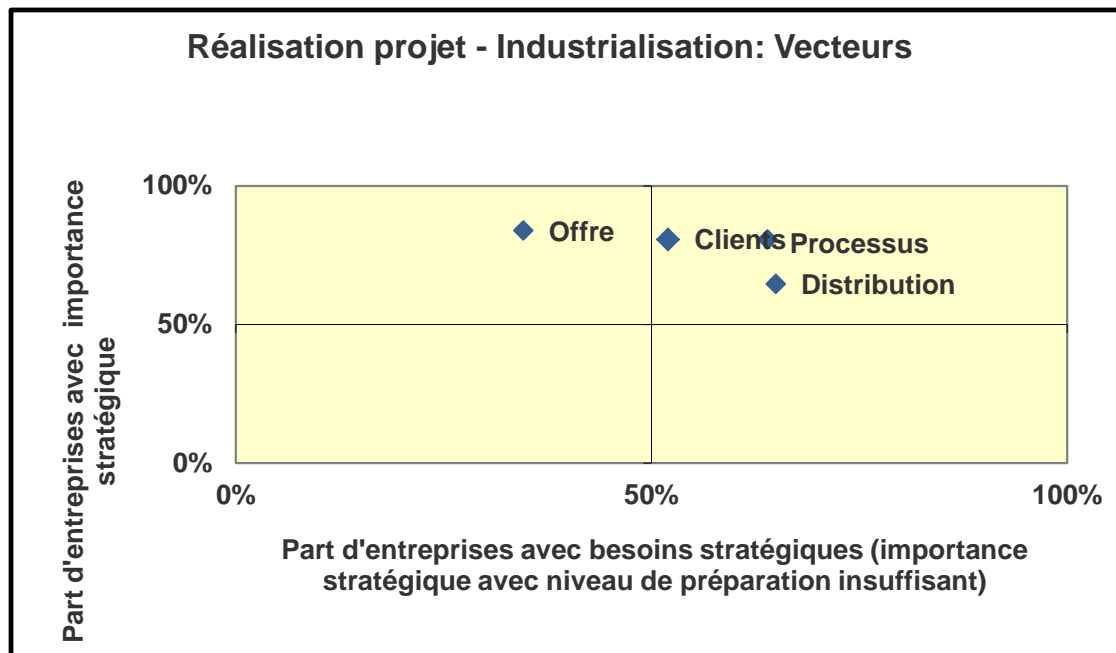 Réalisation projet - Industrialisation: Vecteurs
Part d'entreprises avec importance
stratégique
100%
50%
0%
Offre
Clients
Processus
Distribution
0%
50%
100%
Part d'entreprises avec besoins stratégiques (importance
stratégique avec niveau de préparation insuffisant)